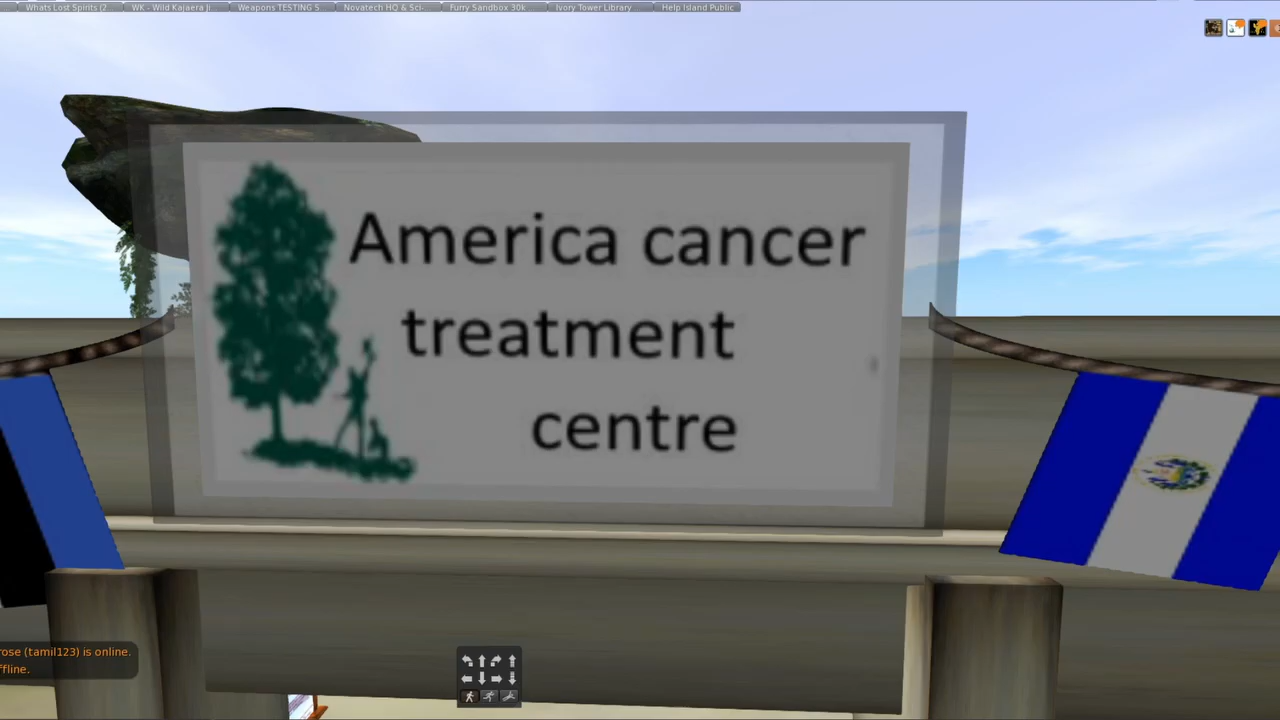 Whats Lost Spirits (2
WK - Wild Kajaera Ji
Weapons TESTING S
Novatech HQ & Sci-
Furry Sandbox 30k
Ivory Tower Library
Help Island Public
America cancer
treatment
centre
rose (tamil123) is online.
ffline.